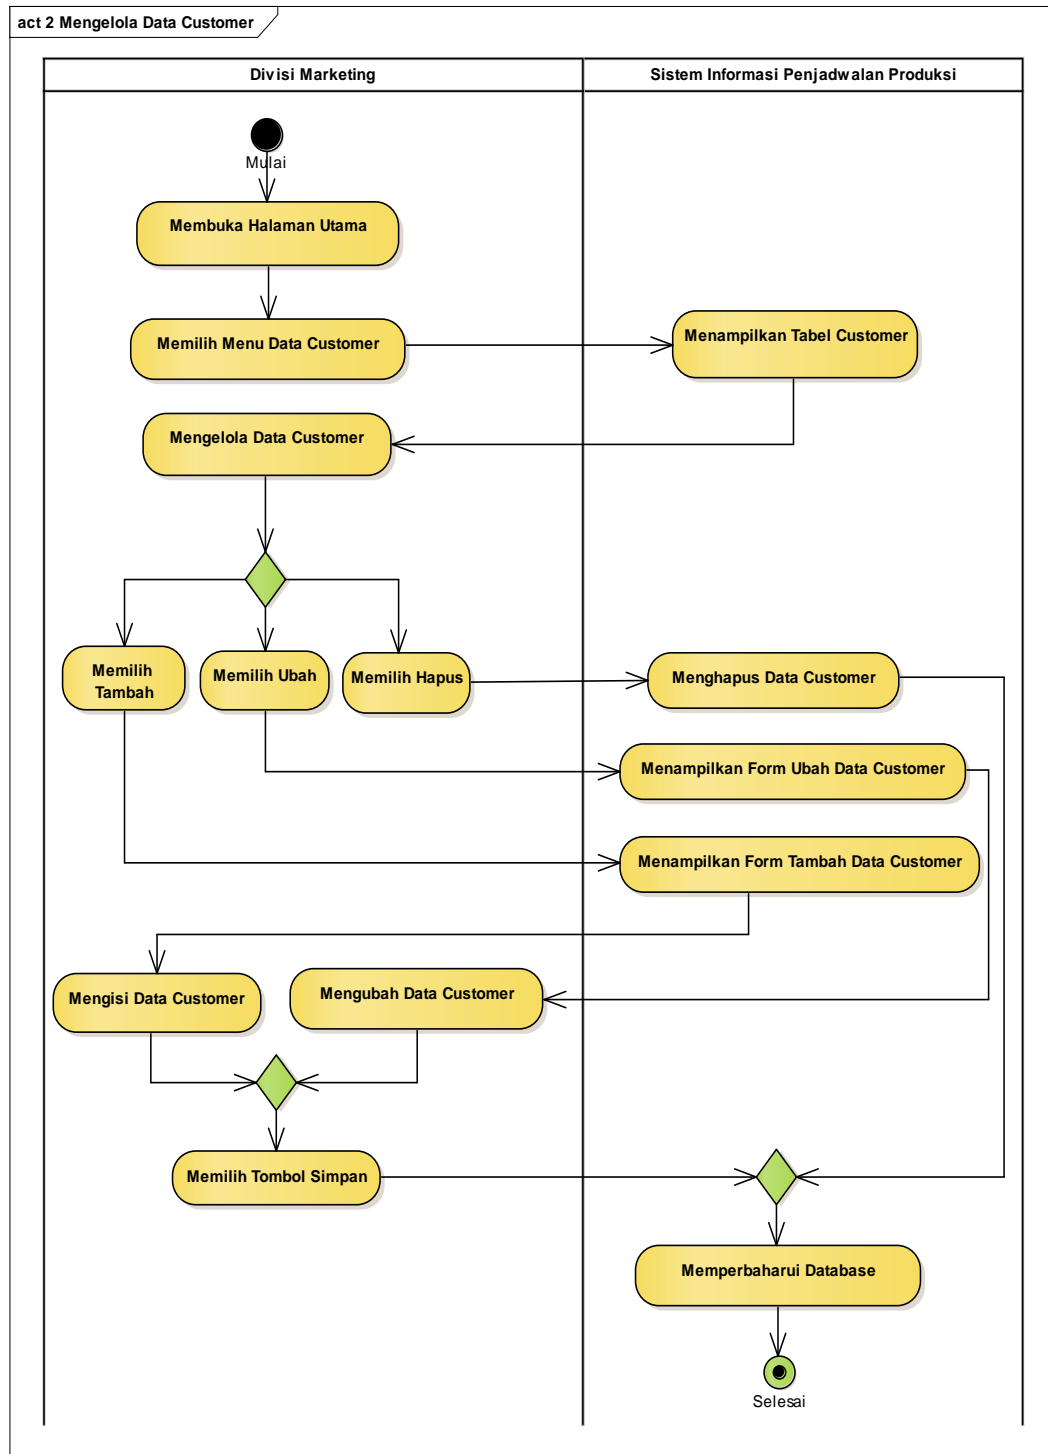 act 2 Mengelola Data Customer
Divisi Marketing
Sistem Informasi Penjadwalan Produksi
Mulai
Membuka Halaman Utama
Memilih Menu Data Customer
Menampilkan Tabel Customer
Mengelola Data Customer
Memilih
Tambah
Memilih Ubah
Memilih Hapus
Menghapus Data Customer
Menampilkan Form Ubah Data Customer
Menampilkan Form Tambah Data Customer
Mengisi Data Customer
Mengubah Data Customer
Memilih Tombol Simpan
Memperbaharui Database
Selesai